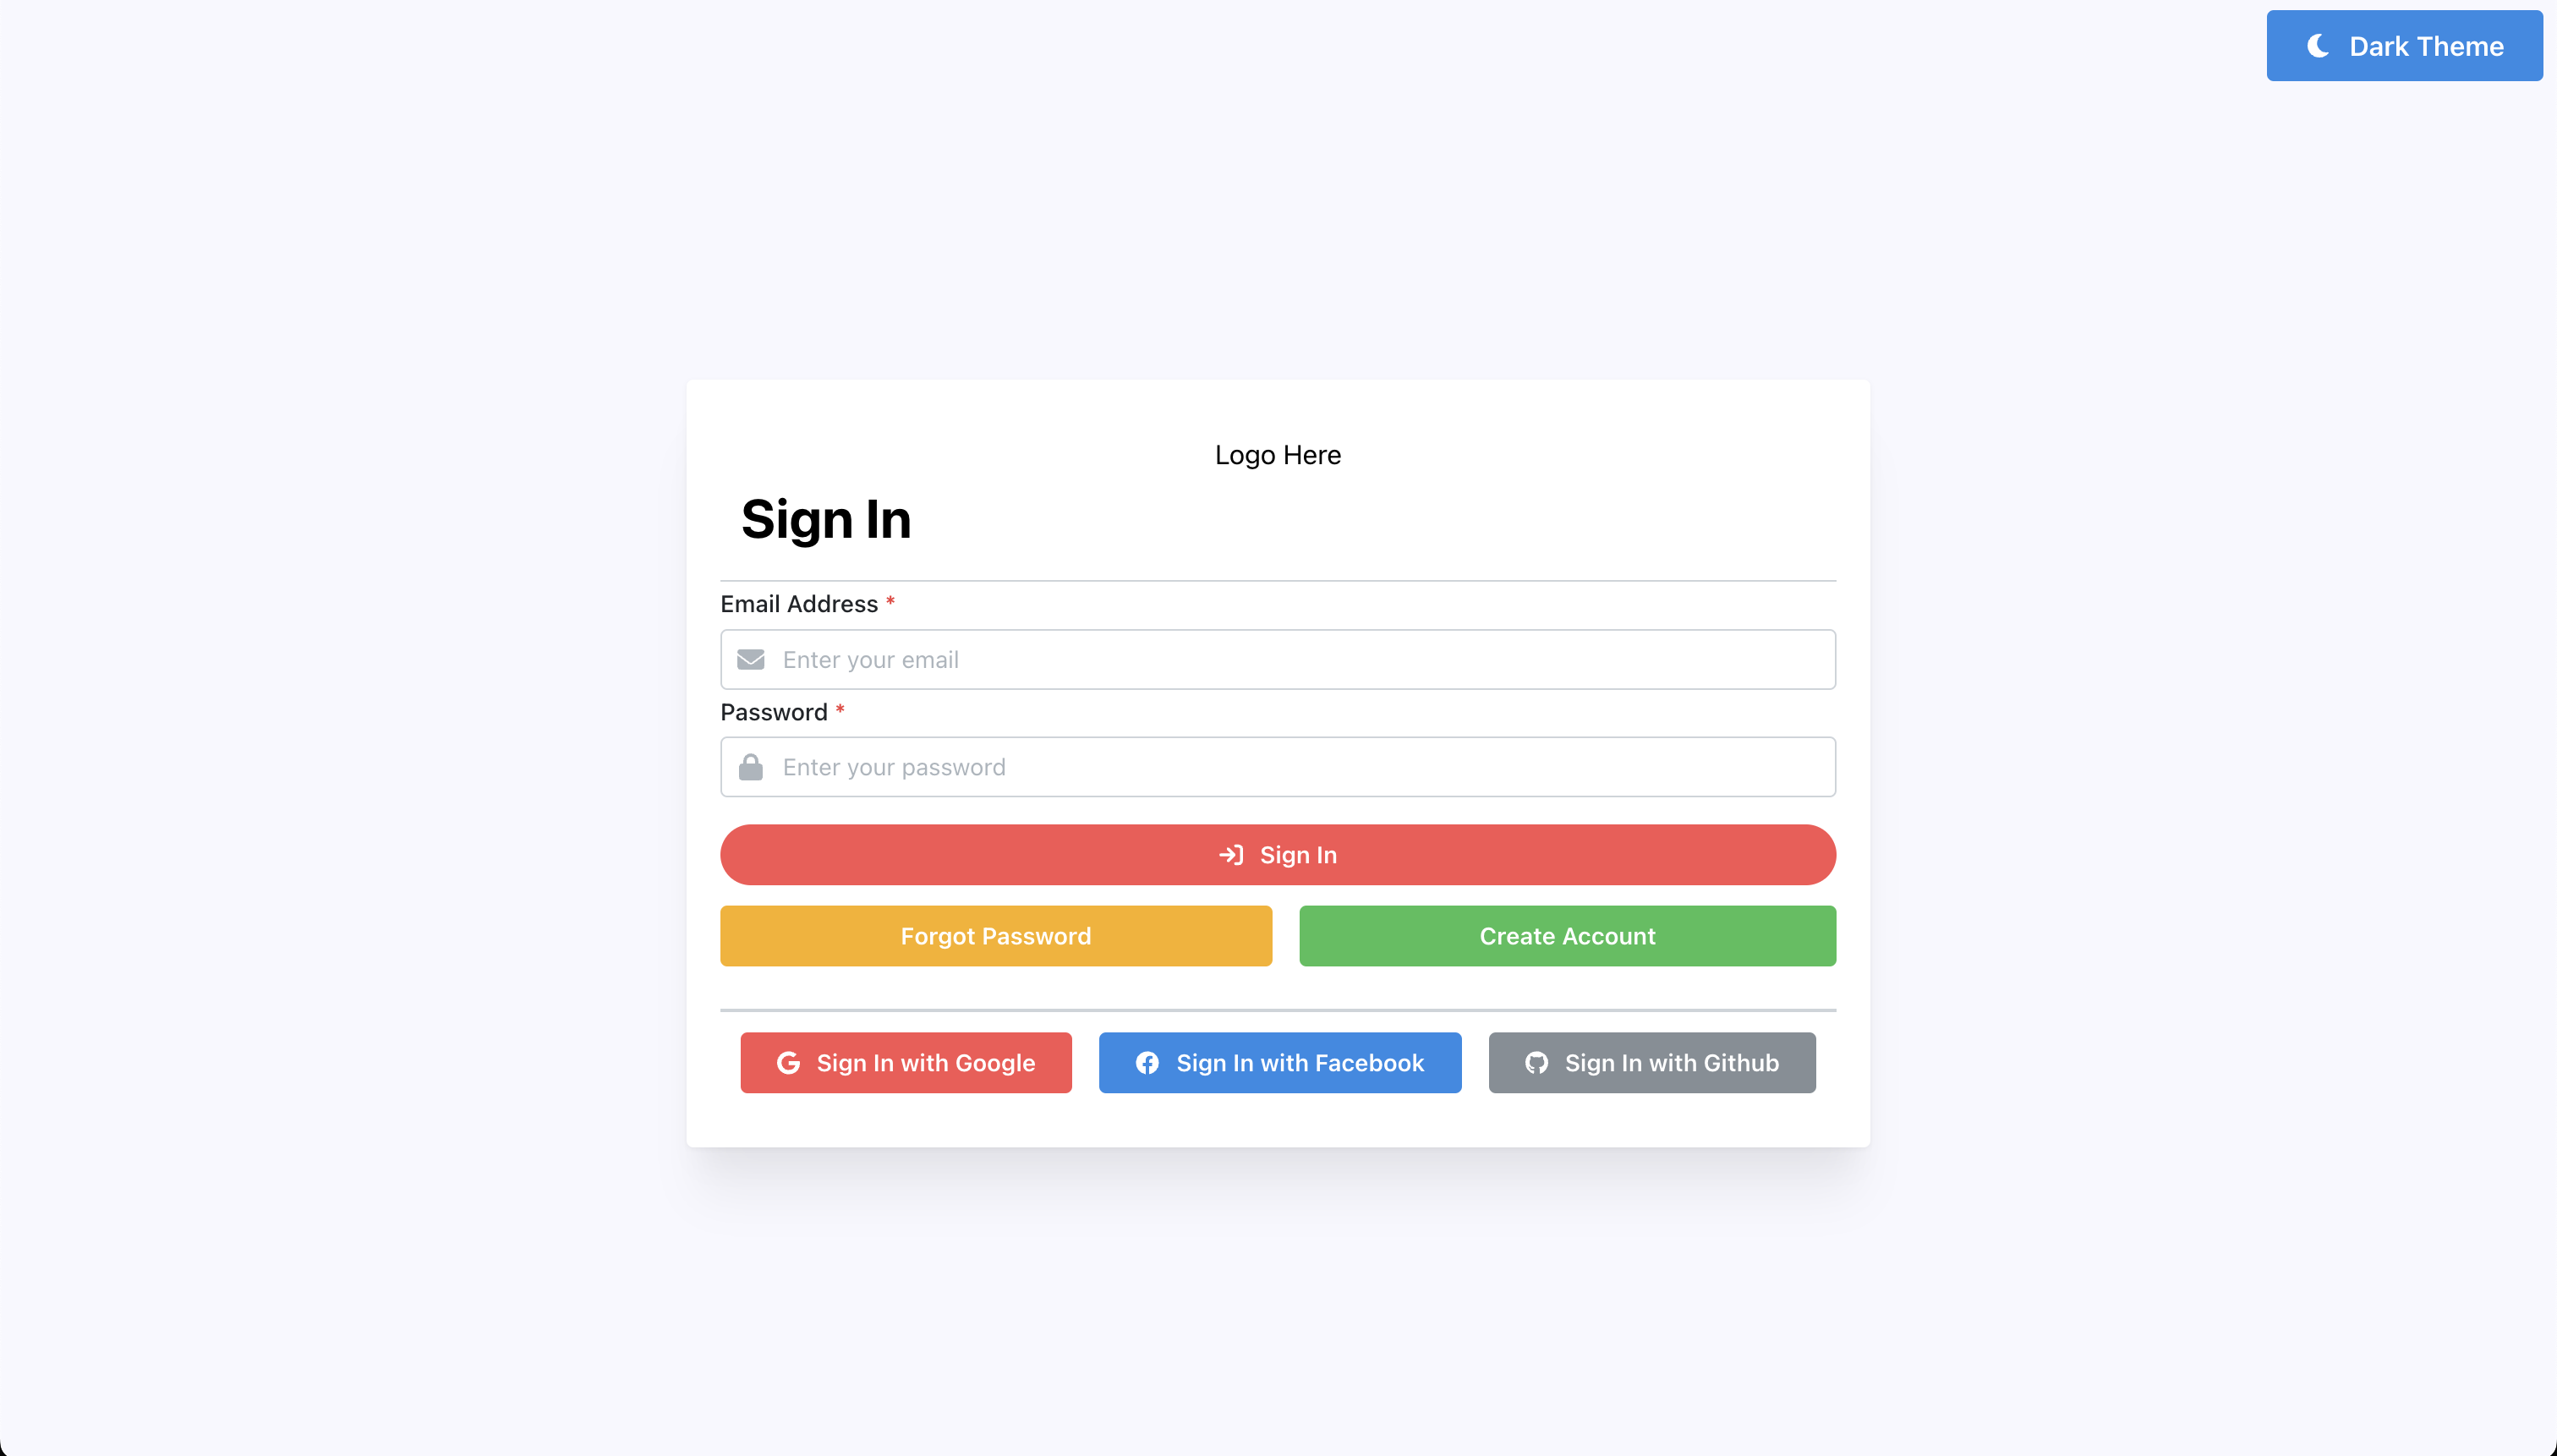 Dark Theme
Logo Here
Sign In
Email Address *
Enter your email
Password *
Enter your password
Sign In
Forgot Password
Create Account
Sign In with Google
Sign In with Facebook
Sign In with Github